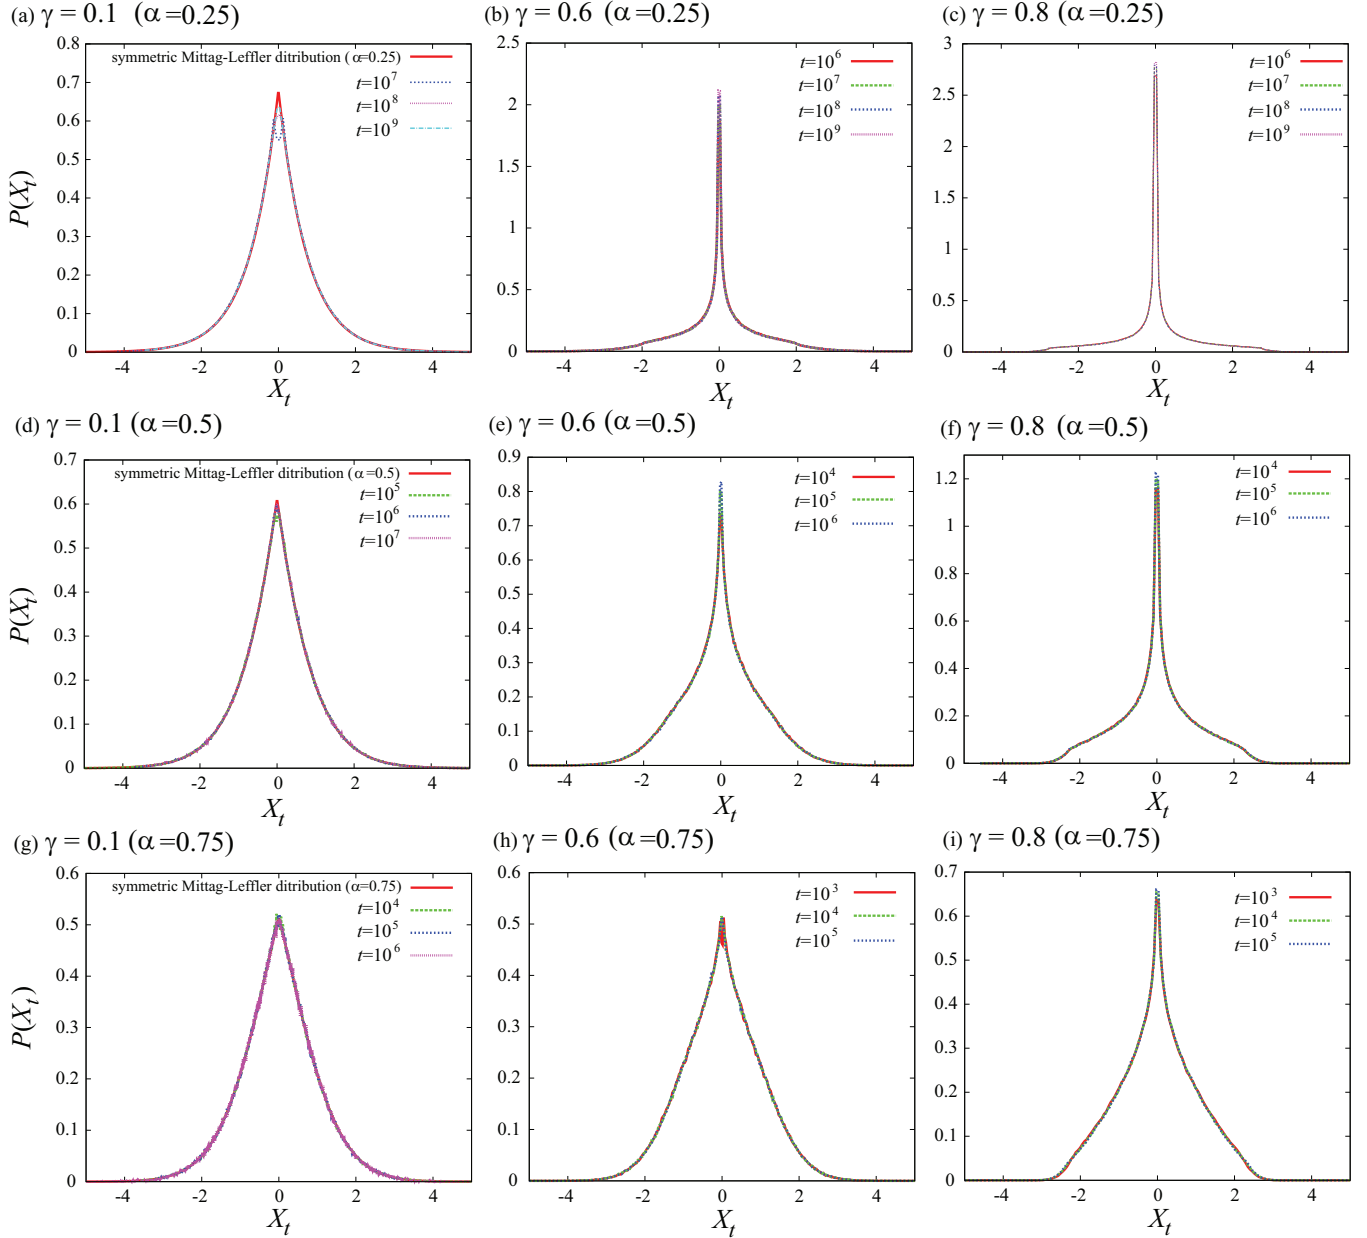 (a) γ = 0.1 (α=0.25)
symmetric Mittag-Leffler ditribution (α=0.25)
t=10^7
t=10^8
t=10^9
P(X_t)
0.8
0.7
0.6
0.5
0.4
0.3
0.2
0.1
0
-4 -2 0 2 4
X_t
(b) γ = 0.6 (α=0.25)
t=10^6
t=10^7
t=10^8
t=10^9
2.5
2
1.5
1
0.5
0
-4 -2 0 2 4
X_t
(c) γ = 0.8 (α=0.25)
t=10^6
t=10^7
t=10^8
t=10^9
3
2.5
2
1.5
1
0.5
0
-4 -2 0 2 4
X_t
(d) γ = 0.1 (α=0.5)
symmetric Mittag-Leffler ditribution (α=0.5)
t=10^5
t=10^6
t=10^7
P(X_t)
0.7
0.6
0.5
0.4
0.3
0.2
0.1
0
-4 -2 0 2 4
X_t
(e) γ = 0.6 (α=0.5)
t=10^4
t=10^5
t=10^6
0.9
0.8
0.7
0.6
0.5
0.4
0.3
0.2
0.1
0
-4 -2 0 2 4
X_t
(f) γ = 0.8 (α=0.5)
t=10^4
t=10^5
t=10^6
1.2
1
0.8
0.6
0.4
0.2
0
-4 -2 0 2 4
X_t
(g) γ = 0.1 (α=0.75)
symmetric Mittag-Leffler ditribution (α=0.75)
t=10^4
t=10^5
t=10^6
P(X_t)
0.6
0.5
0.4
0.3
0.2
0.1
0
-4 -2 0 2 4
X_t
(h) γ = 0.6 (α=0.75)
t=10^3
t=10^4
t=10^5
0.6
0.5
0.4
0.3
0.2
0.1
0
-4 -2 0 2 4
X_t
(i) γ = 0.8 (α=0.75)
t=10^3
t=10^4
t=10^5
0.7
0.6
0.5
0.4
0.3
0.2
0.1
0
-4 -2 0 2 4
X_t